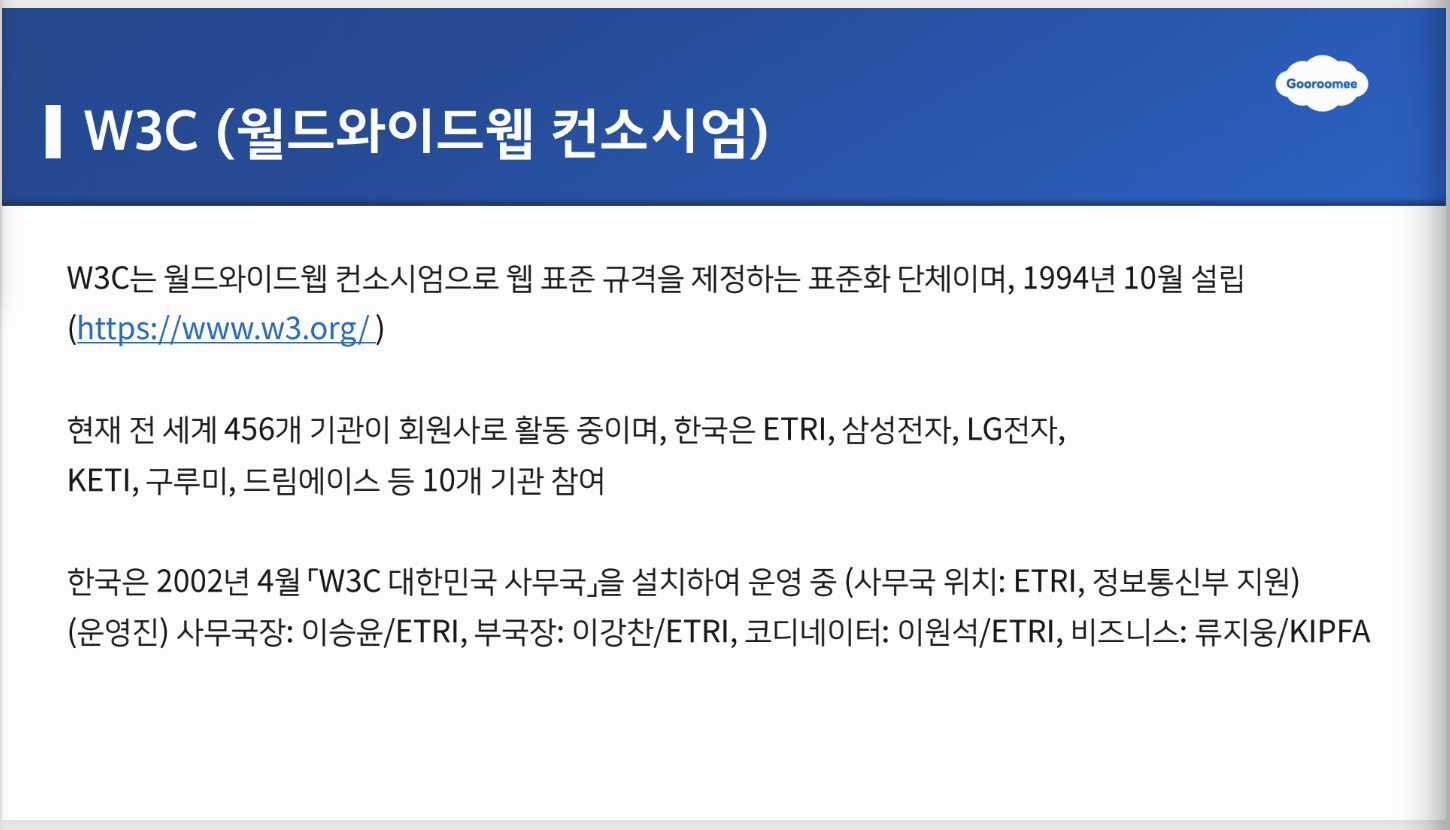 Gooroomee
W3C (월드와이드웹 컨소시엄)
W3C는 월드와이드웹 컨소시엄으로 웹 표준 규격을 제정하는 표준화 단체이며, 1994년 10월 설립
(https://www.w3.org/ )
현재 전 세계 456개 기관이 회원사로 활동 중이며, 한국은 ETRI, 삼성전자, LG전자,
KETI, 구루미, 드림에이스 등 10개 기관 참여
한국은 2002년 4월 ｢W3C 대한민국 사무국｣을 설치하여 운영 중 (사무국 위치: ETRI, 정보통신부 지원)
(운영진) 사무국장: 이승윤/ETRI, 부국장: 이강찬/ETRI, 코디네이터: 이원석/ETRI, 비즈니스: 류지웅/KIPFA